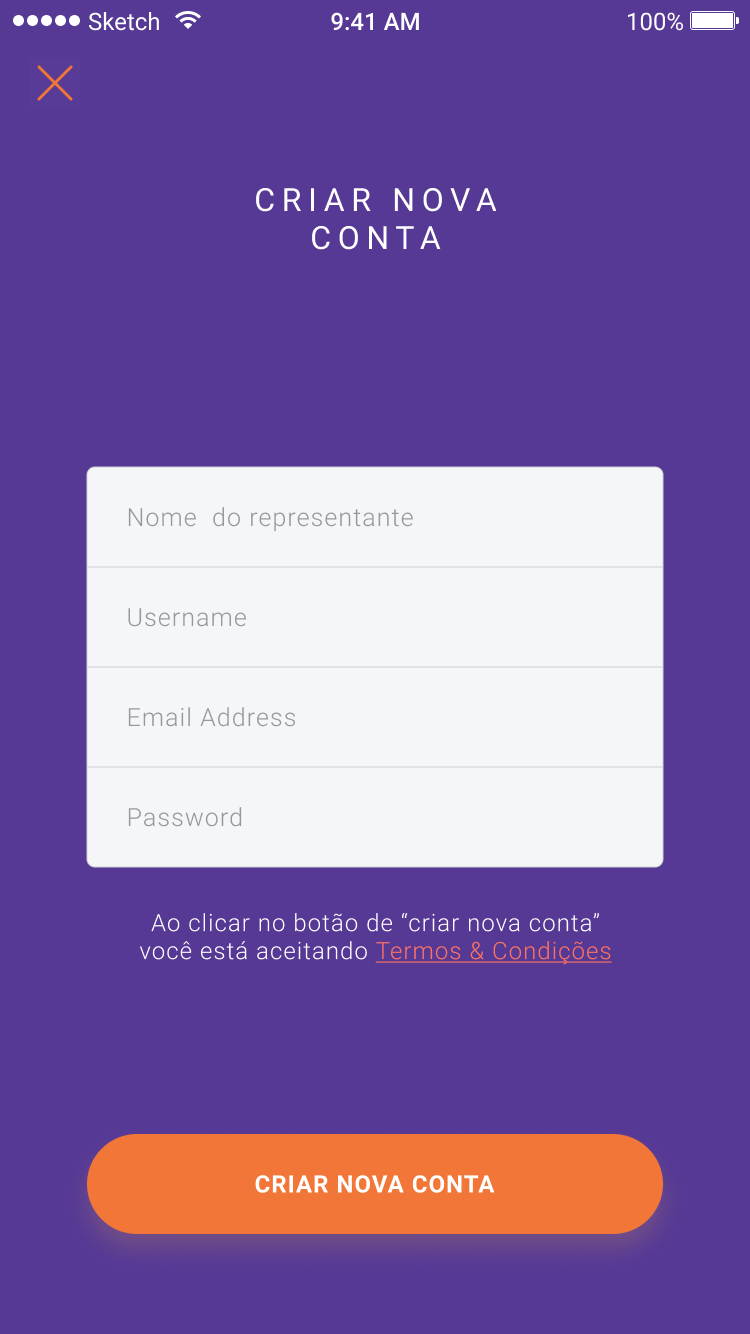 Sketch 9:41 AM 100%
CRIAR NOVA
CONTA
Nome  do representante
Username
Email Address
Password
Ao clicar no botão de “criar nova conta”
você está aceitando Termos & Condições
CRIAR NOVA CONTA